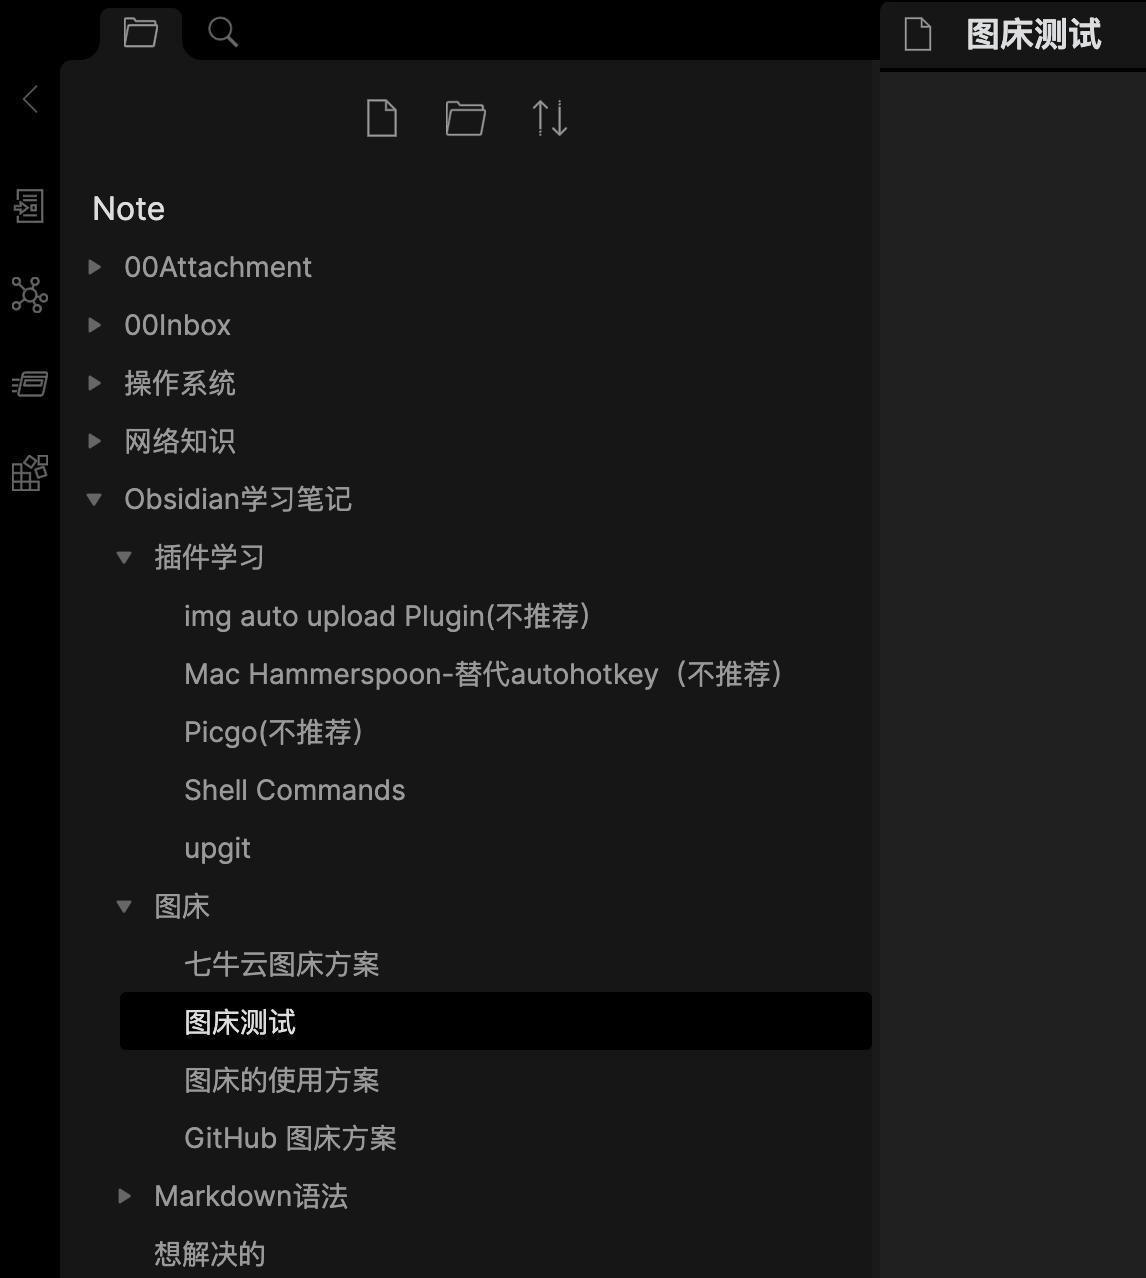 图床测试
Note
00Attachment
00Inbox
操作系统
网络知识
Obsidian学习笔记
插件学习
img auto upload Plugin(不推荐)
Mac Hammerspoon-替代autohotkey（不推荐）
Picgo(不推荐）
Shell Commands
upgit
图床
七牛云图床方案
图床测试
图床的使用方案
GitHub 图床方案
Markdown语法
想解决的